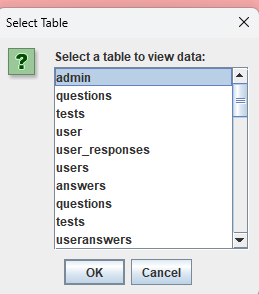 Select Table
Select a table to view data:
admin
questions
tests
user
user_responses
users
answers
questions
tests
useranswers
OK
Cancel